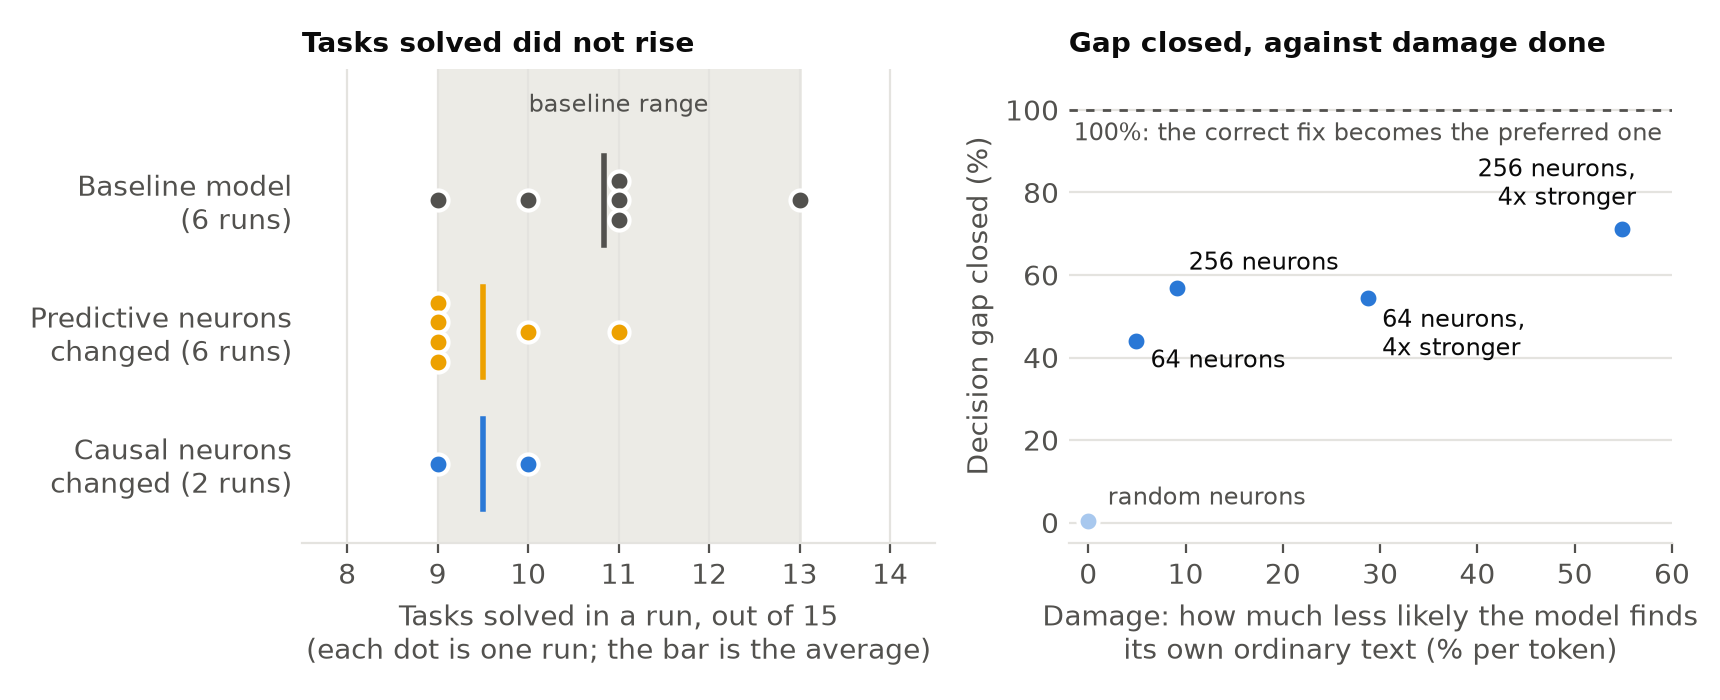 Tasks solved did not rise
baseline range
Baseline model
(6 runs)
Predictive neurons
changed (6 runs)
Causal neurons
changed (2 runs)
8 9 10 11 12 13 14
Tasks solved in a run, out of 15
(each dot is one run; the bar is the average)
Gap closed, against damage done
Decision gap closed (%)
100
80
60
40
20
0
100%: the correct fix becomes the preferred one
256 neurons,
4x stronger
256 neurons
64 neurons,
4x stronger
64 neurons
random neurons
0 10 20 30 40 50 60
Damage: how much less likely the model finds
its own ordinary text (% per token)